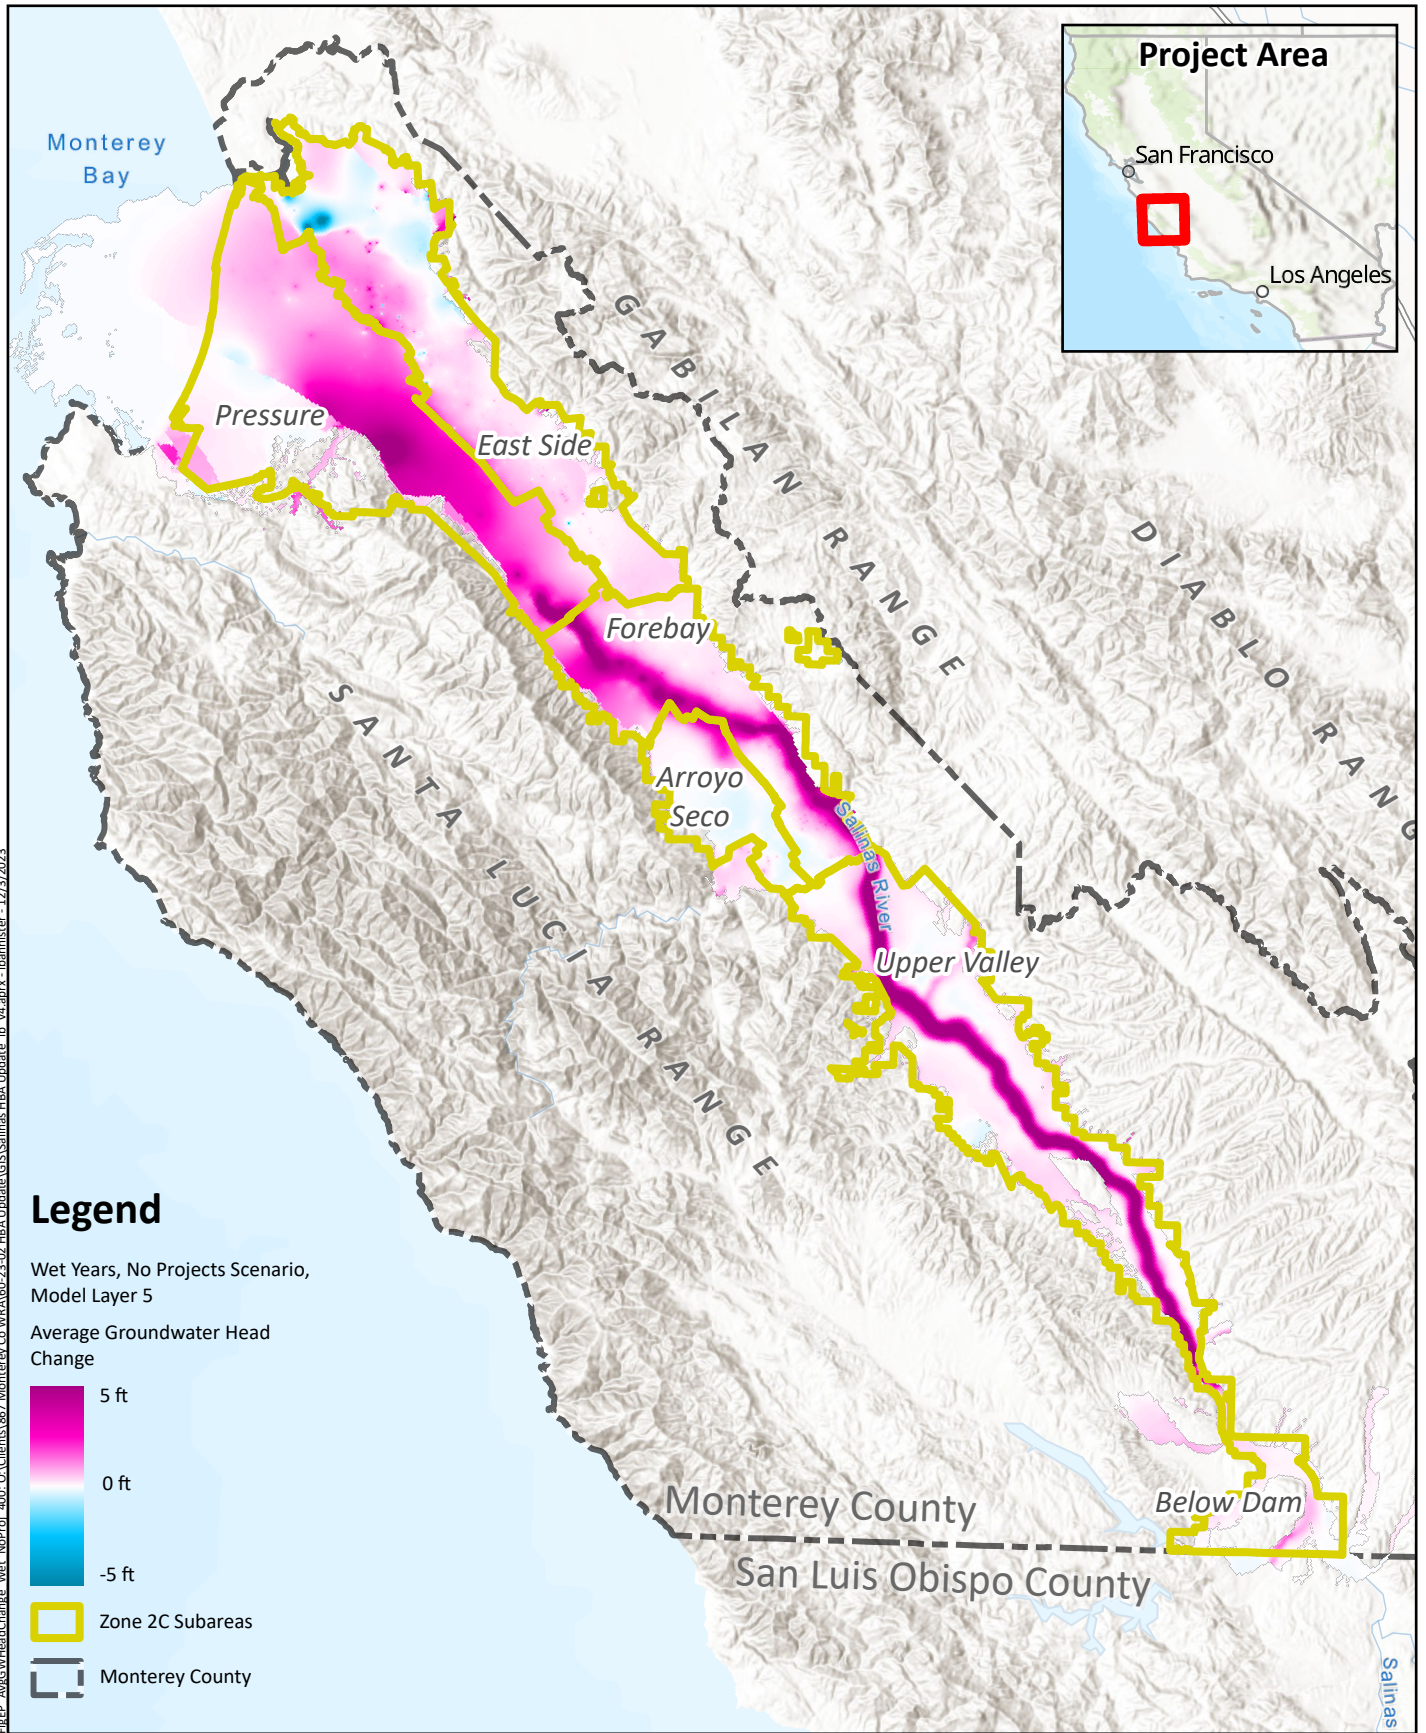 Project Area
San Francisco
Los Angeles
Monterey
Bay
GABILAN RANGE
DIABLO RANG
Pressure
East Side
Forebay
Arroyo
Seco
Salinas River
Upper Valley
SANTA LUCIA RANGE
Below Dam
Monterey County
San Luis Obispo County
Salinas
Legend
Wet Years, No Projects Scenario,
Model Layer 5
Average Groundwater Head
Change
5 ft
0 ft
-5 ft
Zone 2C Subareas
Monterey County